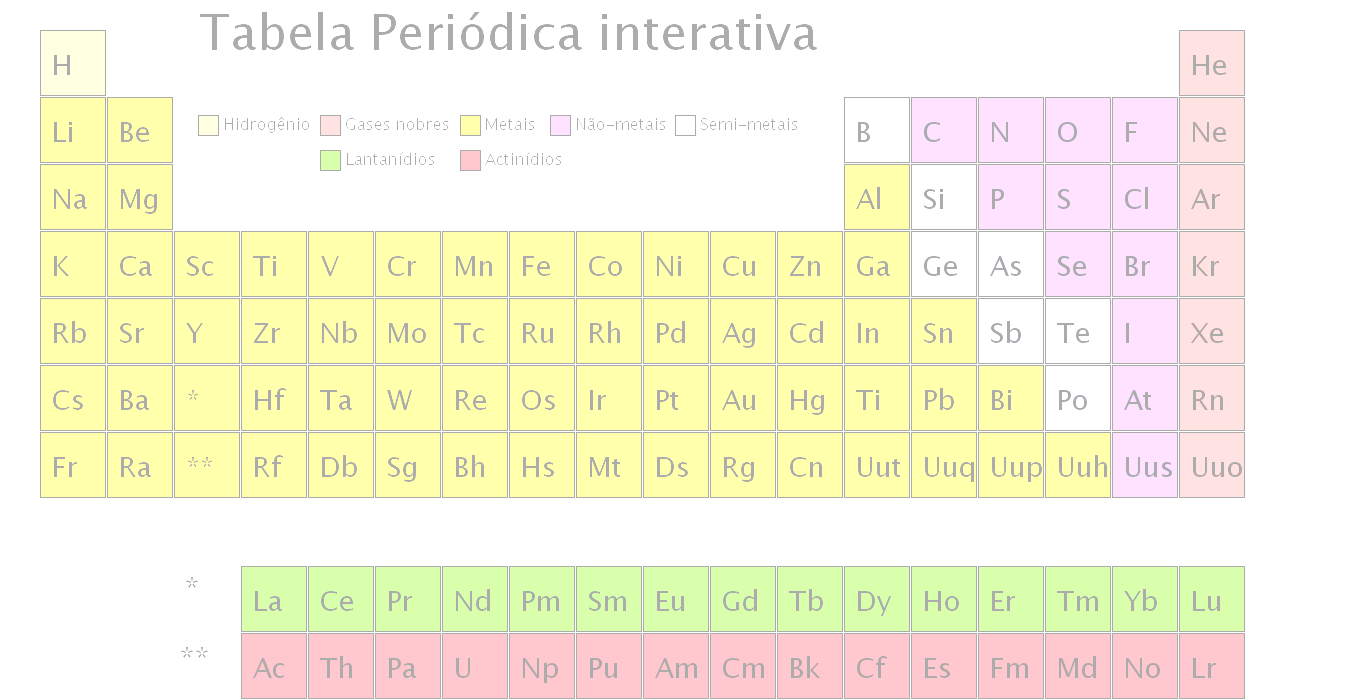 Tabela Periódica interativa
H He
Hidrogênio Gases nobres Metais Não-metais Semi-metais
Li Be B C N O F Ne
Lantanídios Actinídios
Na Mg Al Si P S Cl Ar
K Ca Sc Ti V Cr Mn Fe Co Ni Cu Zn Ga Ge As Se Br Kr
Rb Sr Y Zr Nb Mo Tc Ru Rh Pd Ag Cd In Sn Sb Te I Xe
Cs Ba * Hf Ta W Re Os Ir Pt Au Hg Ti Pb Bi Po At Rn
Fr Ra ** Rf Db Sg Bh Hs Mt Ds Rg Cn Uut Uuq Uup Uuh Uus Uuo
* La Ce Pr Nd Pm Sm Eu Gd Tb Dy Ho Er Tm Yb Lu
** Ac Th Pa U Np Pu Am Cm Bk Cf Es Fm Md No Lr